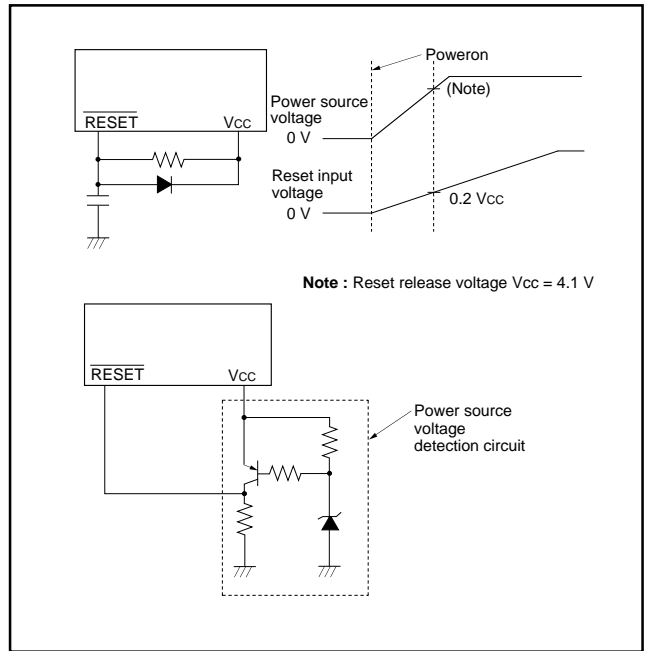 Poweron
(Note)
Power source
voltage
0 V
RESET
VCC
Reset input
voltage
0 V
0.2 VCC
Note : Reset release voltage Vcc = 4.1 V
RESET
VCC
Power source
voltage
detection circuit